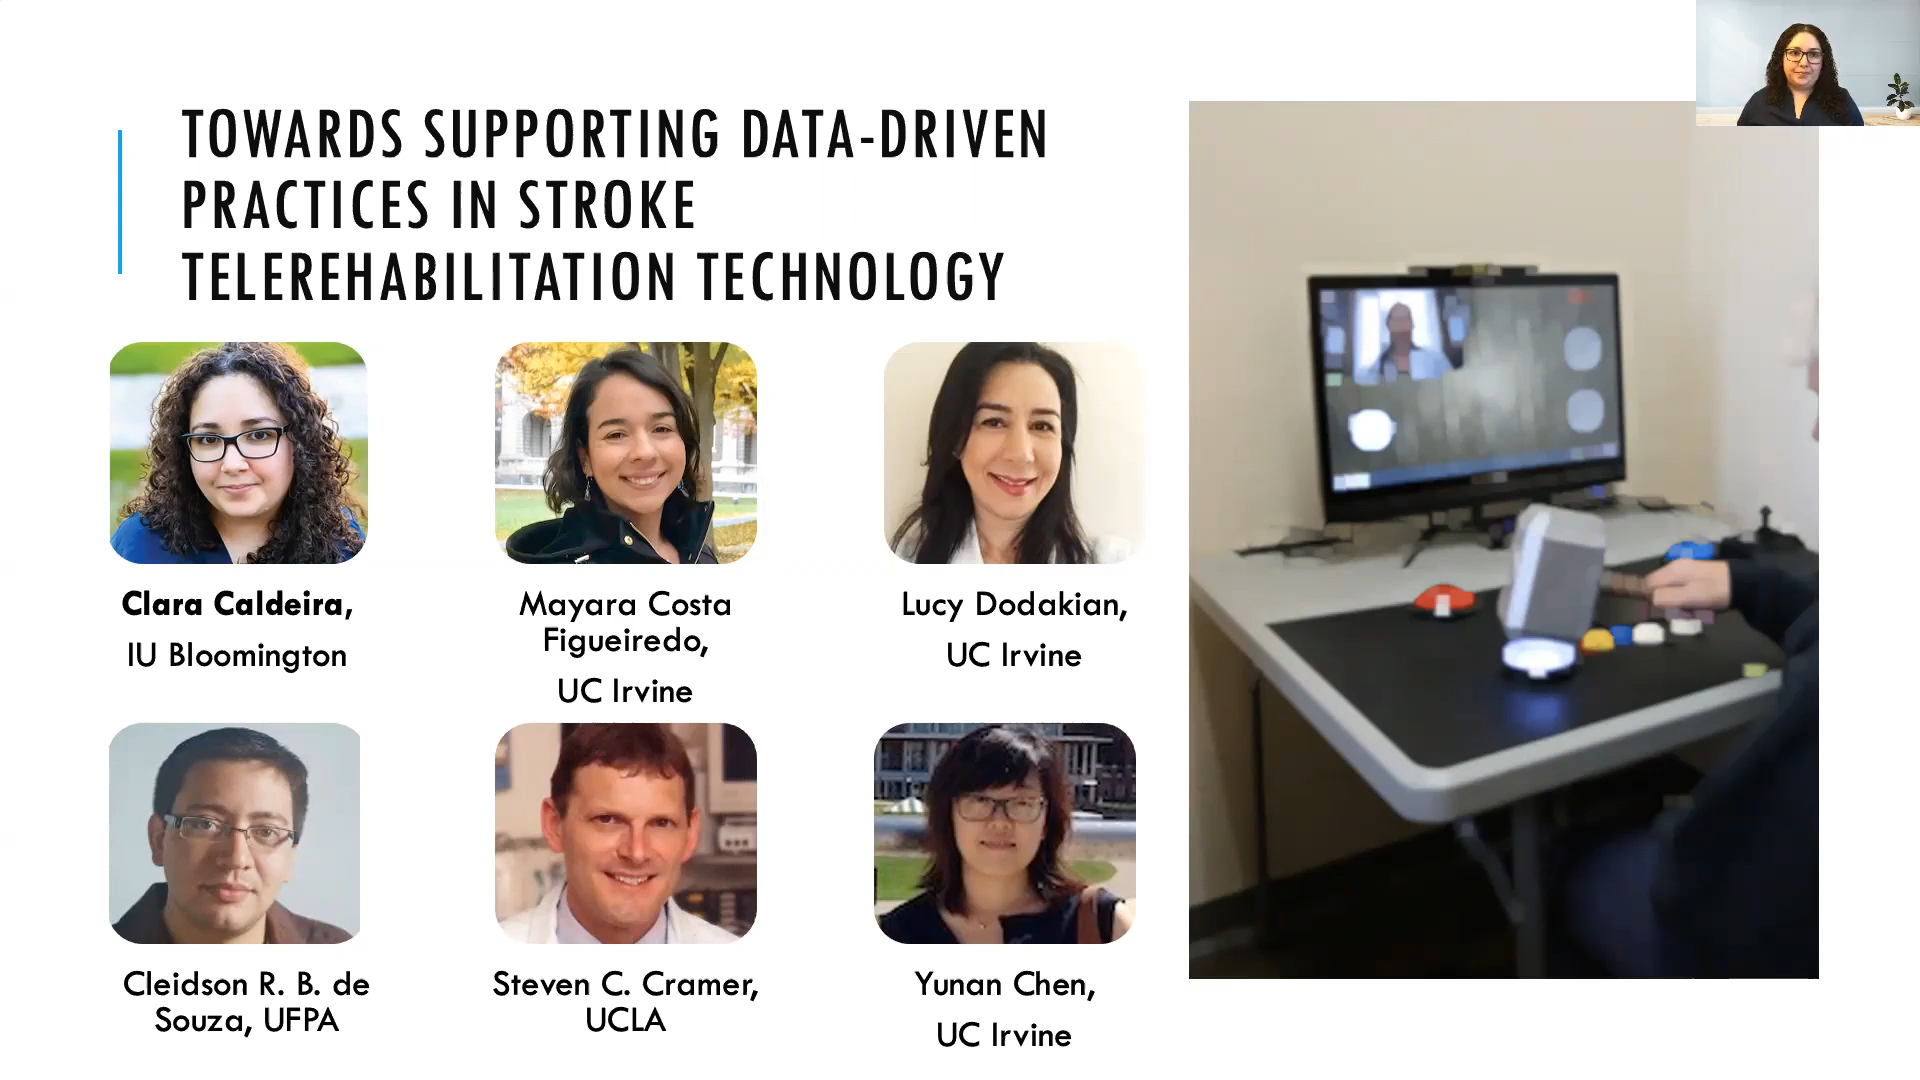 TOWARDS SUPPORTING DATA-DRIVEN
PRACTICES IN STROKE
TELEREHABILITATION TECHNOLOGY
Clara Caldeira,
IU Bloomington
Mayara Costa
Figueiredo,
UC Irvine
Lucy Dodakian,
UC Irvine
Cleidson R. B. de
Souza, UFPA
Steven C. Cramer,
UCLA
Yunan Chen,
UC Irvine